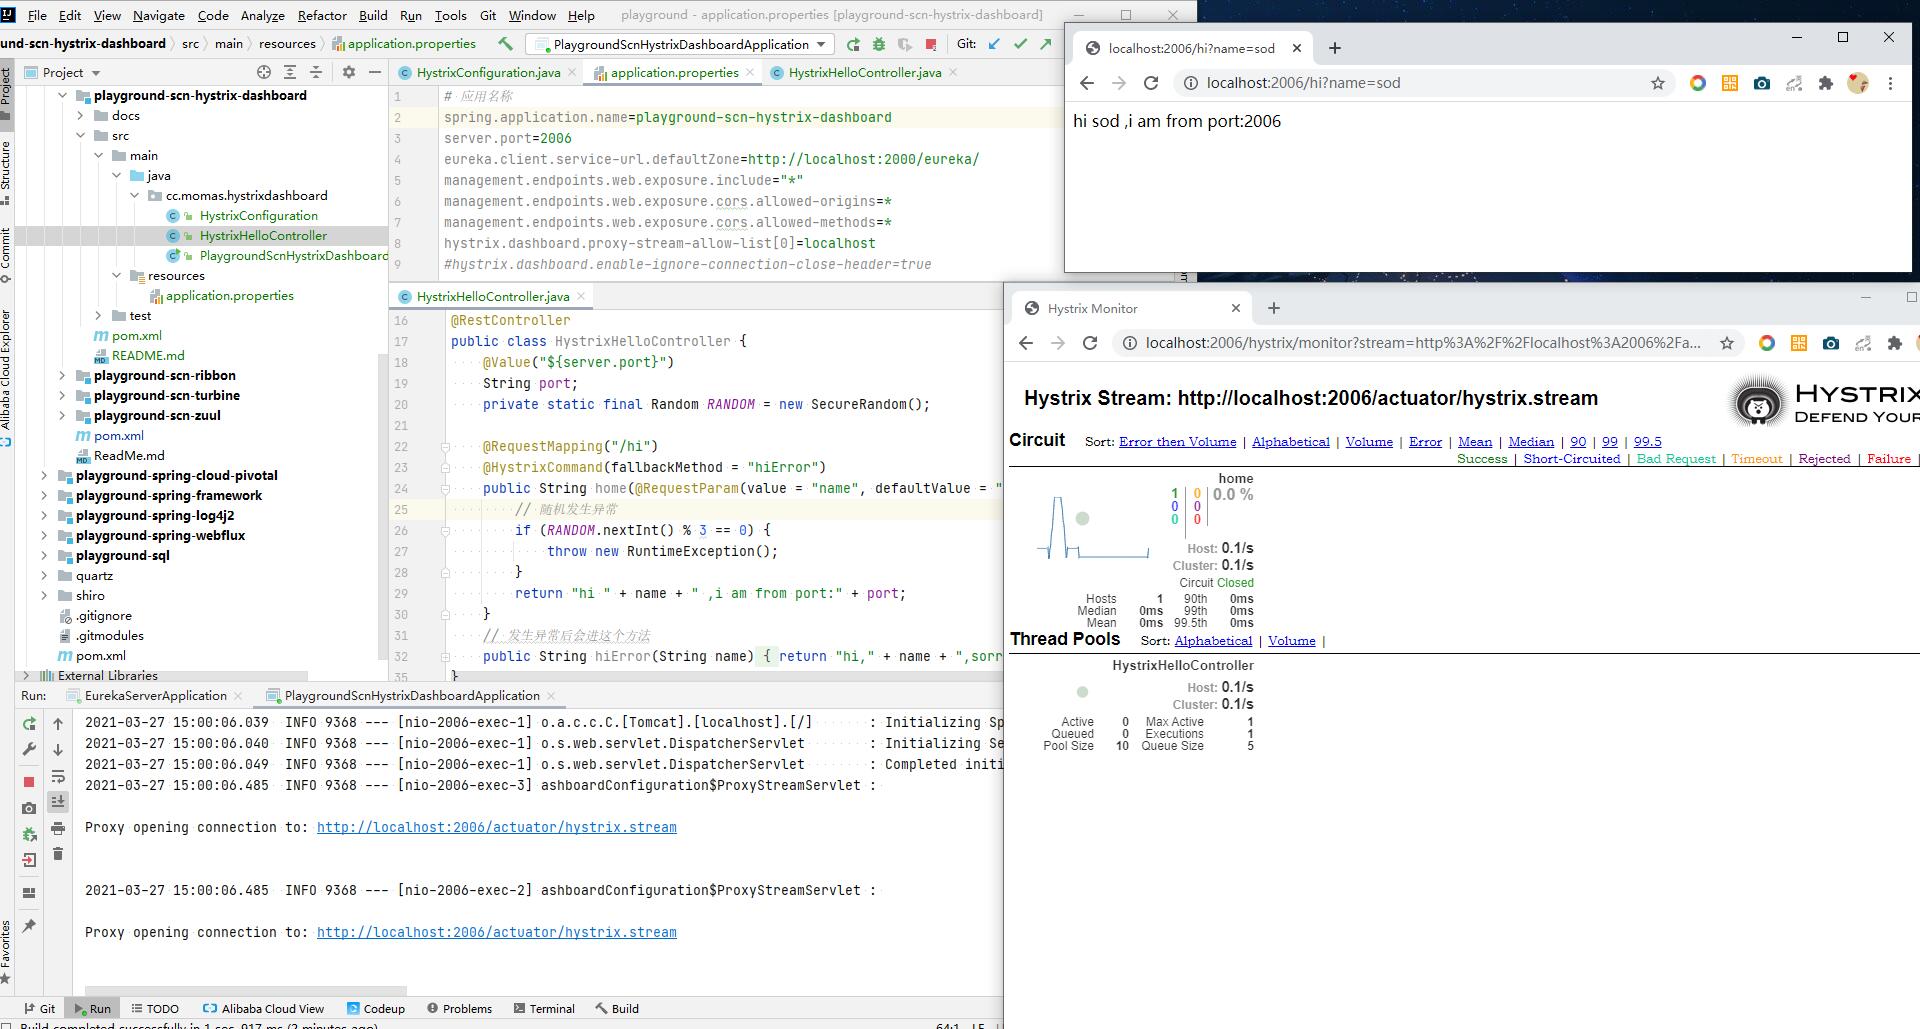 File Edit View Navigate Code Analyze Refactor Build Run Tools Git Window Help playground - application.properties [playground-scn-hystrix-dashboard]
und-scn-hystrix-dashboard src main resources application.properties PlaygroundScnHystrixDashboardApplication Git:
Project
HystrixConfiguration.java application.properties HystrixHelloController.java
Project
Structure
Commit
Alibaba Cloud Explorer
Favorites
playground-scn-hystrix-dashboard
docs
src
main
java
cc.momas.hystrixdashboard
HystrixConfiguration
HystrixHelloController
PlaygroundScnHystrixDashboard
resources
application.properties
test
pom.xml
README.md
playground-scn-ribbon
playground-scn-turbine
playground-scn-zuul
pom.xml
ReadMe.md
playground-spring-cloud-pivotal
playground-spring-framework
playground-spring-log4j2
playground-spring-webflux
playground-sql
quartz
shiro
.gitignore
.gitmodules
pom.xml
External Libraries
1 # 应用名称
2 spring.application.name=playground-scn-hystrix-dashboard
3 server.port=2006
4 eureka.client.service-url.defaultZone=http://localhost:2000/eureka/
5 management.endpoints.web.exposure.include="*"
6 management.endpoints.web.exposure.cors.allowed-origins=*
7 management.endpoints.web.exposure.cors.allowed-methods=*
8 hystrix.dashboard.proxy-stream-allow-list[0]=localhost
9 #hystrix.dashboard.enable-ignore-connection-close-header=true
HystrixHelloController.java
16 @RestController
17 public class HystrixHelloController {
18 @Value("${server.port}")
19 String port;
20 private static final Random RANDOM = new SecureRandom();
21
22 @RequestMapping("/hi")
23 @HystrixCommand(fallbackMethod = "hiError")
24 public String home(@RequestParam(value = "name", defaultValue = "
25 // 随机发生异常
26 if (RANDOM.nextInt() % 3 == 0) {
27 throw new RuntimeException();
28 }
29 return "hi " + name + " ,i am from port:" + port;
30 }
31 // 发生异常后会进这个方法
32 public String hiError(String name) { return "hi," + name + ",sorr
35 }
Run: EurekaServerApplication PlaygroundScnHystrixDashboardApplication
2021-03-27 15:00:06.039 INFO 9368 --- [nio-2006-exec-1] o.a.c.c.C.[Tomcat].[localhost].[/] : Initializing Sp
2021-03-27 15:00:06.040 INFO 9368 --- [nio-2006-exec-1] o.s.web.servlet.DispatcherServlet : Initializing Se
2021-03-27 15:00:06.049 INFO 9368 --- [nio-2006-exec-1] o.s.web.servlet.DispatcherServlet : Completed initi
2021-03-27 15:00:06.485 INFO 9368 --- [nio-2006-exec-3] ashboardConfiguration$ProxyStreamServlet :
Proxy opening connection to: http://localhost:2006/actuator/hystrix.stream
2021-03-27 15:00:06.485 INFO 9368 --- [nio-2006-exec-2] ashboardConfiguration$ProxyStreamServlet :
Proxy opening connection to: http://localhost:2006/actuator/hystrix.stream
Git Run TODO Alibaba Cloud View Codeup Problems Terminal Build
Build completed successfully in 1 sec, 917 ms (2 minutes ago) 64:1 LF
localhost:2006/hi?name=sod
localhost:2006/hi?name=sod
hi sod ,i am from port:2006
Hystrix Monitor
localhost:2006/hystrix/monitor?stream=http%3A%2F%2Flocalhost%3A2006%2Fa...
Hystrix Stream: http://localhost:2006/actuator/hystrix.stream
HYSTRIX
DEFEND YOUR
Circuit Sort: Error then Volume | Alphabetical | Volume | Error | Mean | Median | 90 | 99 | 99.5
Success | Short-Circuited | Bad Request | Timeout | Rejected | Failure |
home
1 0 0.0 %
0 0
0 0
Host: 0.1/s
Cluster: 0.1/s
Circuit Closed
Hosts 1 90th 0ms
Median 0ms 99th 0ms
Mean 0ms 99.5th 0ms
Thread Pools Sort: Alphabetical | Volume |
HystrixHelloController
Host: 0.1/s
Cluster: 0.1/s
Active 0 Max Active 1
Queued 0 Executions 1
Pool Size 10 Queue Size 5